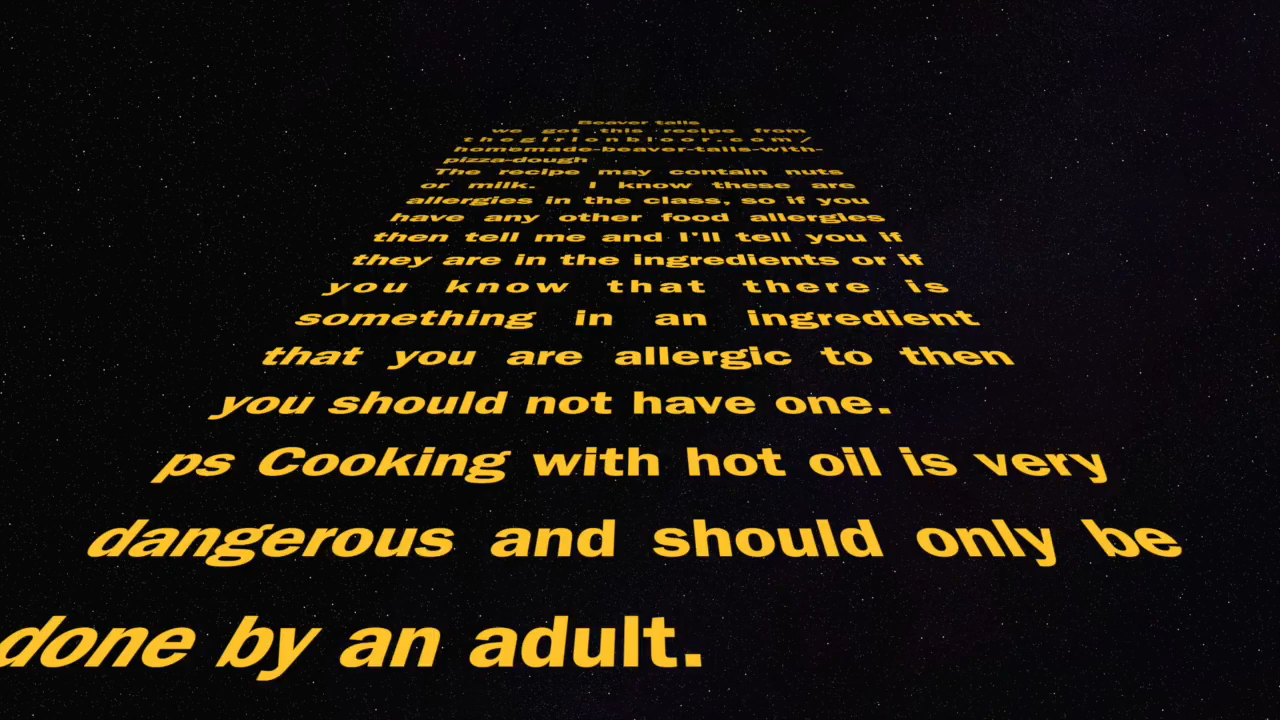 Beaver tails
we got this recipe from
thegirlonbloor.com/
homemade-beaver-tails-with-
pizza-dough
The recipe may contain nuts
or milk. I know these are
allergies in the class, so if you
have any other food allergies
then tell me and I'll tell you if
they are in the ingredients or if
you know that there is
something in an ingredient
that you are allergic to then
you should not have one.
ps Cooking with hot oil is very
dangerous and should only be
done by an adult.